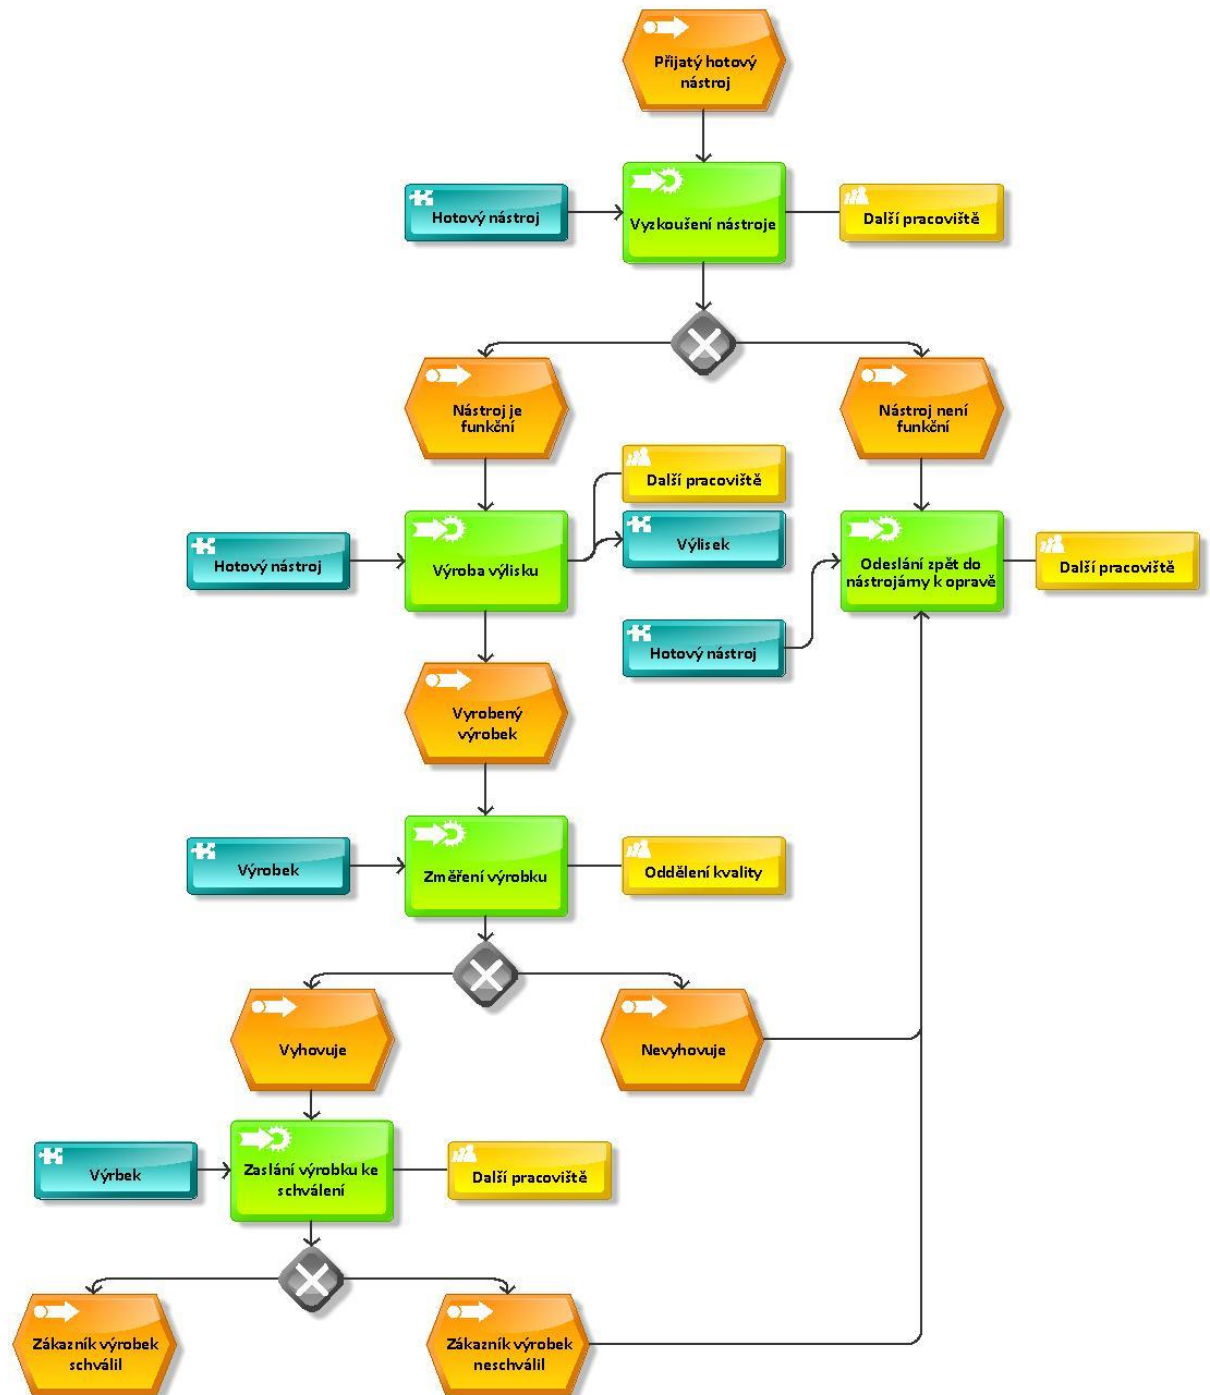 Přijatý hotový
nástroj
Hotový nástroj
Vyzkoušení nástroje
Další pracoviště
Nástroj je
funkční
Nástroj není
funkční
Další pracoviště
Hotový nástroj
Výroba výlisku
Výlisek
Odeslání zpět do
nástrojárny k opravě
Další pracoviště
Hotový nástroj
Vyrobený
výrobek
Výrobek
Změření výrobku
Oddělení kvality
Vyhovuje
Nevyhovuje
Výrbek
Zaslání výrobku ke
schválení
Další pracoviště
Zákazník výrobek
schválil
Zákazník výrobek
neschválil